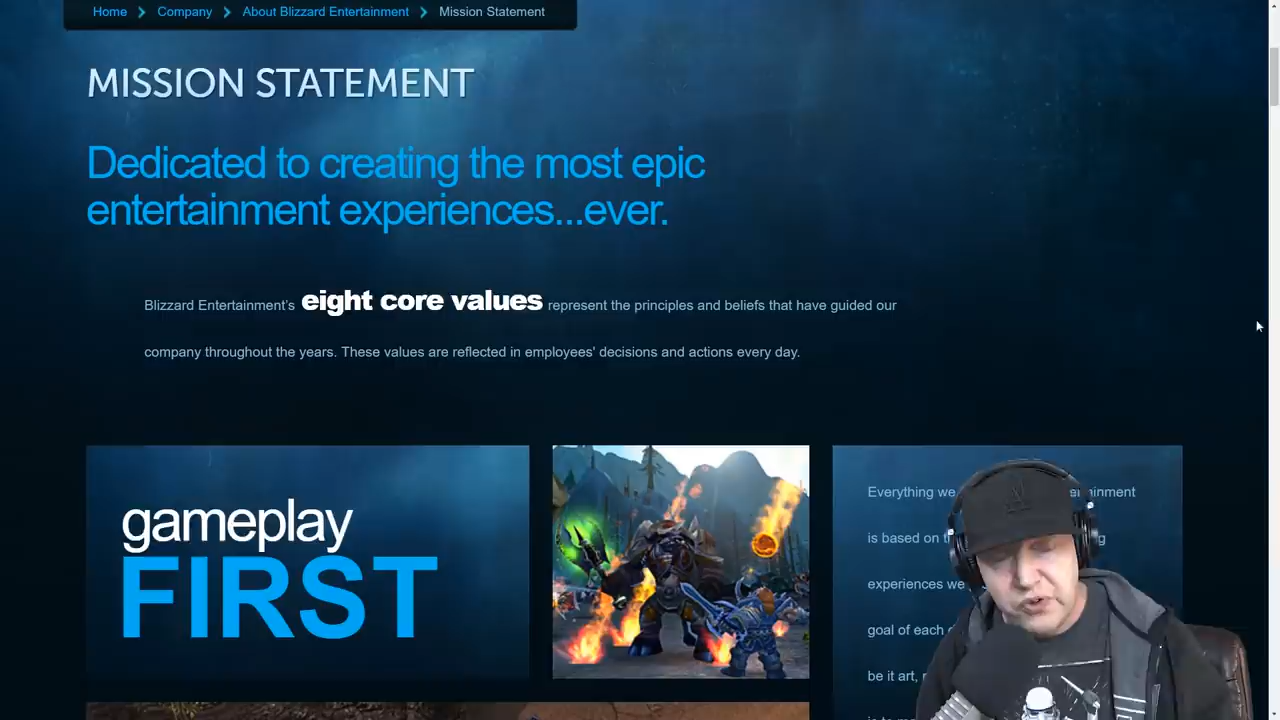 Home Company About Blizzard Entertainment Mission Statement
MISSION STATEMENT
Dedicated to creating the most epic
entertainment experiences...ever.
Blizzard Entertainment's eight core values represent the principles and beliefs that have guided our
company throughout the years. These values are reflected in employees' decisions and actions every day.
gameplay
FIRST
Everything we
is based on
experiences we
goal of each
be it art,